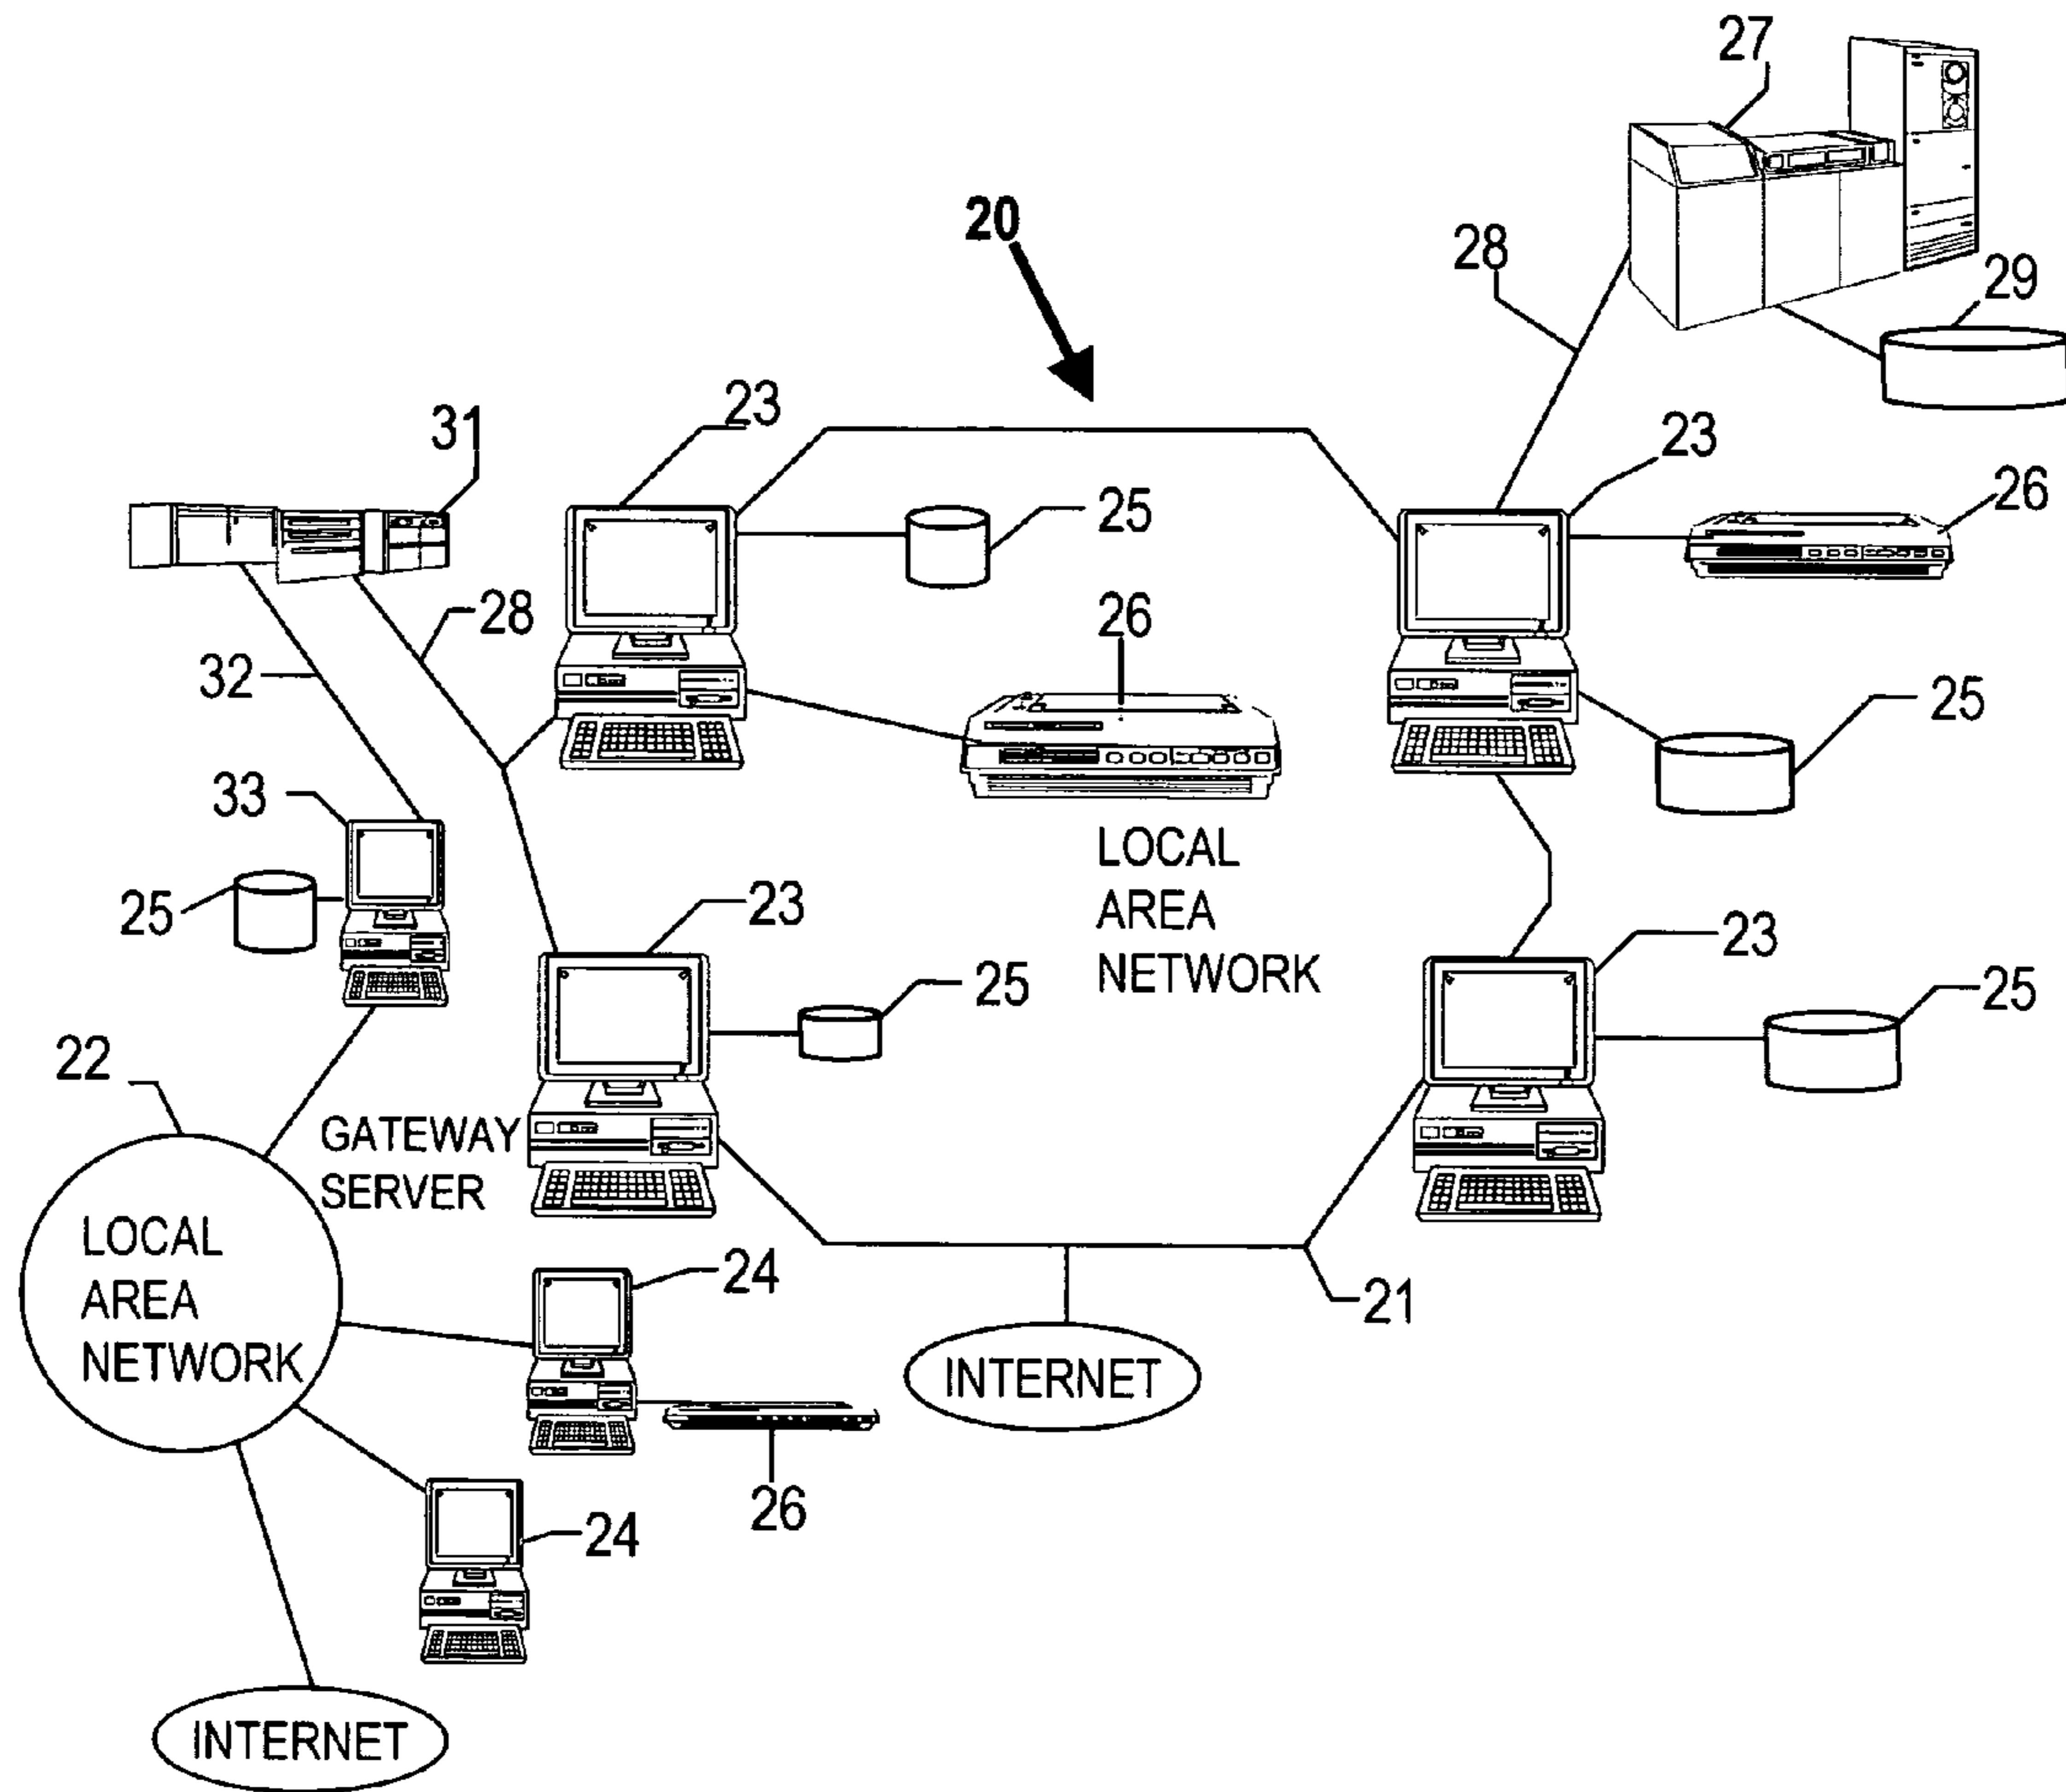 27
20
28
29
23
31
23
25
26
28
26
32
25
33
LOCAL
AREA
NETWORK
25
23
23
25
25
22
GATEWAY
SERVER
LOCAL
AREA
NETWORK
24
21
INTERNET
26
24
INTERNET